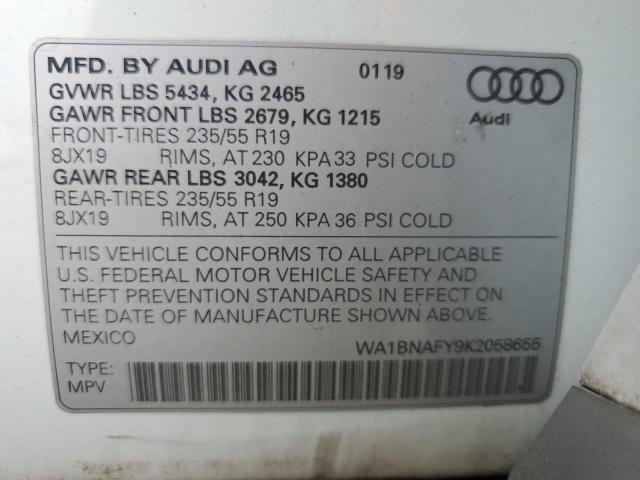 MFD. BY AUDI AG 0119
GVWR LBS 5434, KG 2465
GAWR FRONT LBS 2679, KG 1215
Audi
FRONT-TIRES 235/55 R19
8JX19 RIMS, AT 230 KPA 33 PSI COLD
GAWR REAR LBS 3042, KG 1380
REAR-TIRES 235/55 R19
8JX19 RIMS, AT 250 KPA 36 PSI COLD
THIS VEHICLE CONFORMS TO ALL APPLICABLE
U.S. FEDERAL MOTOR VEHICLE SAFETY AND
THEFT PREVENTION STANDARDS IN EFFECT ON
THE DATE OF MANUFACTURE SHOWN ABOVE.
MEXICO
WA1BNAFY9K2058655
TYPE:
MPV